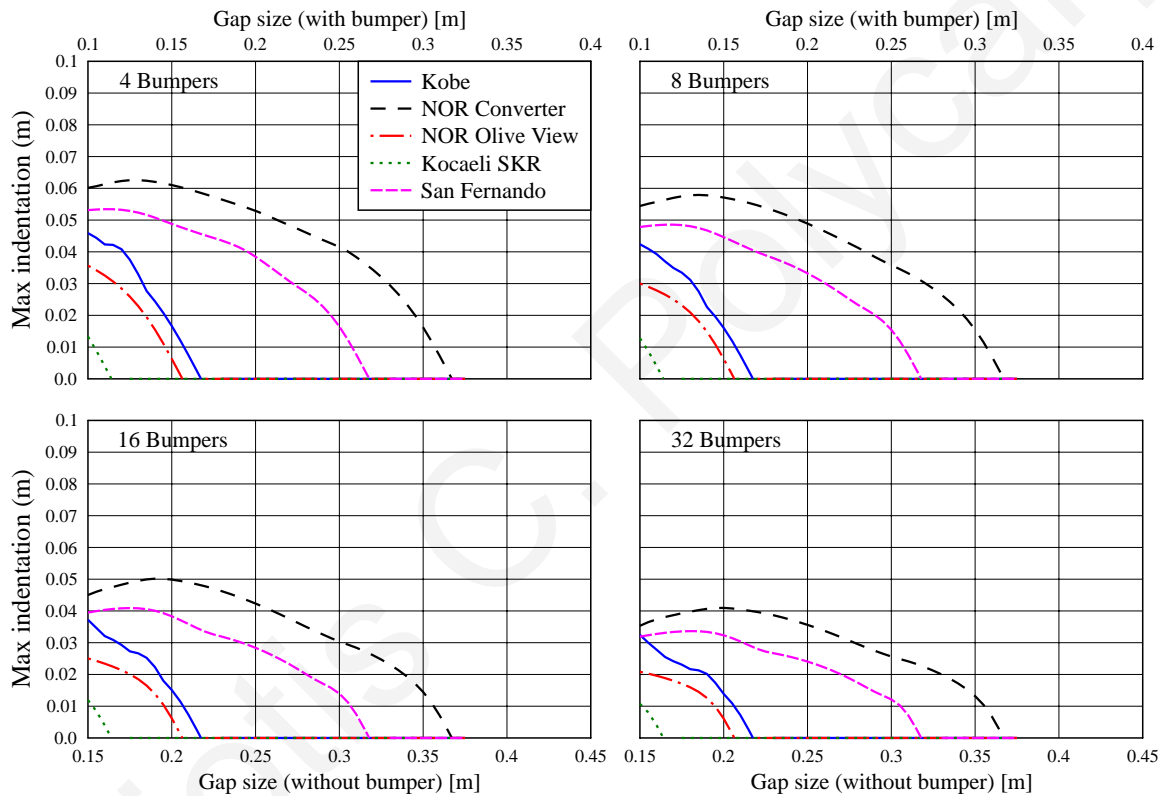 Gap size (with bumper) [m]
Gap size (with bumper) [m]
0.1 0.15 0.2 0.25 0.3 0.35 0.4
0.1 0.15 0.2 0.25 0.3 0.35 0.4
Max indentation (m)
0.1
0.09
0.08
0.07
0.06
0.05
0.04
0.03
0.02
0.01
0.0
4 Bumpers
Kobe
NOR Converter
NOR Olive View
Kocaeli SKR
San Fernando
8 Bumpers
Max indentation (m)
0.1
0.09
0.08
0.07
0.06
0.05
0.04
0.03
0.02
0.01
0.0
16 Bumpers
32 Bumpers
0.15 0.2 0.25 0.3 0.35 0.4 0.45
0.15 0.2 0.25 0.3 0.35 0.4 0.45
Gap size (without bumper) [m]
Gap size (without bumper) [m]